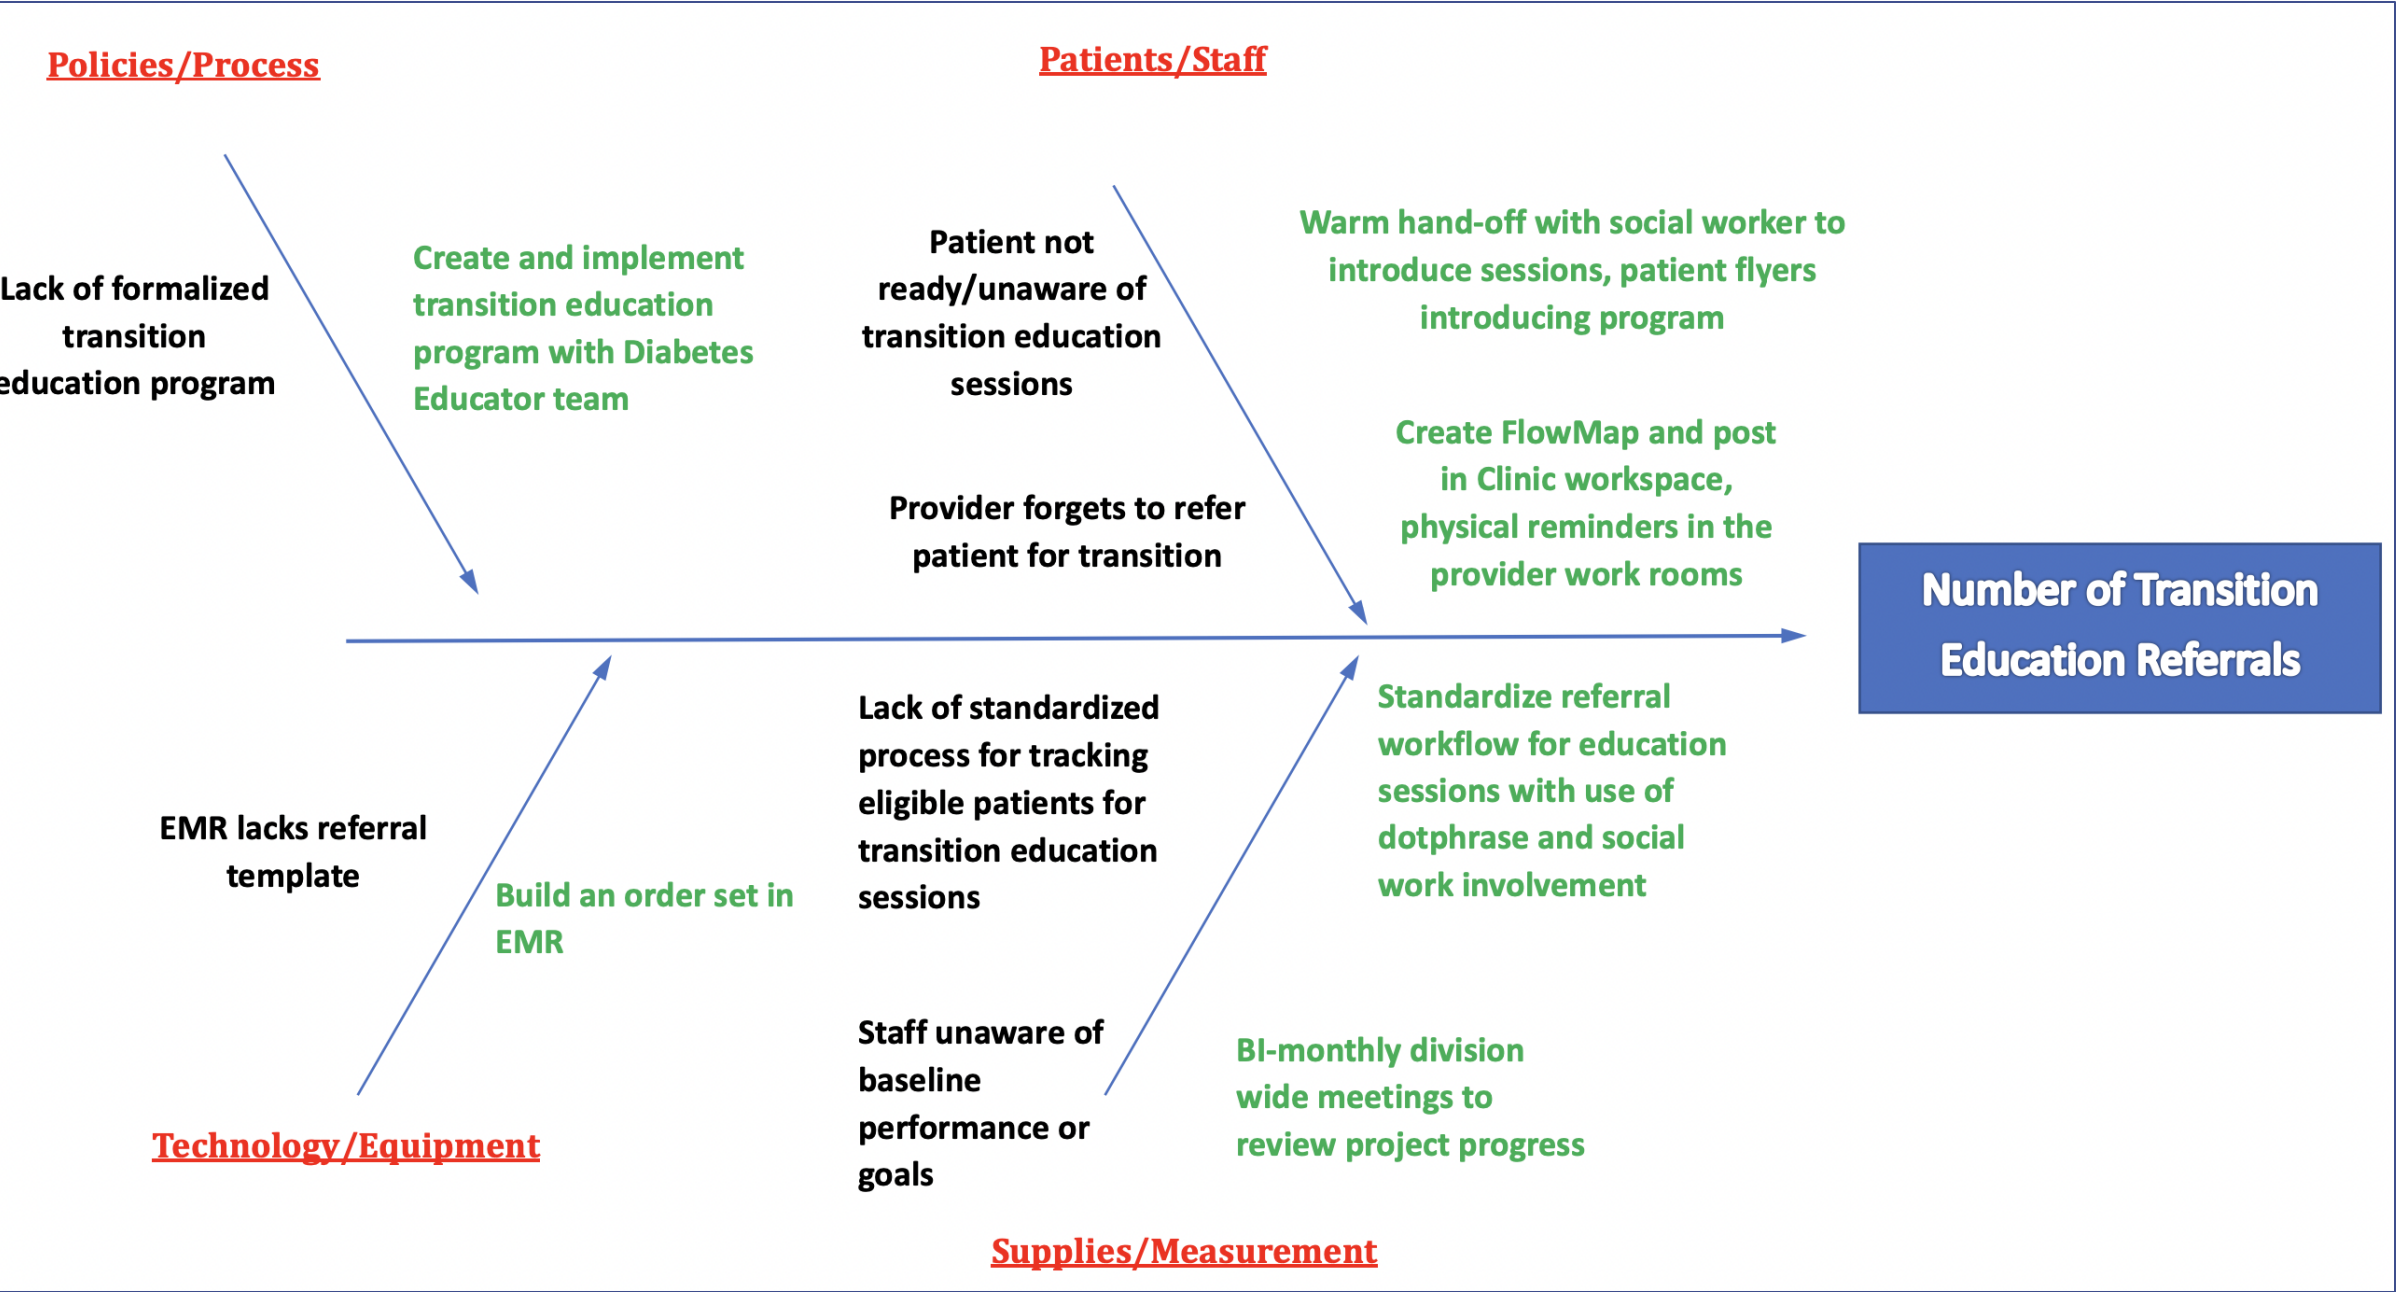 Policies/Process
Patients/Staff
Lack of formalized
transition
education program
Create and implement
transition education
program with Diabetes
Educator team
Patient not
ready/unaware of
transition education
sessions
Warm hand-off with social worker to
introduce sessions, patient flyers
introducing program
Provider forgets to refer
patient for transition
Create FlowMap and post
in Clinic workspace,
physical reminders in the
provider work rooms
Number of Transition
Education Referrals
EMR lacks referral
template
Build an order set in
EMR
Lack of standardized
process for tracking
eligible patients for
transition education
sessions
Standardize referral
workflow for education
sessions with use of
dotphrase and social
work involvement
Staff unaware of
baseline
performance or
goals
BI-monthly division
wide meetings to
review project progress
Technology/Equipment
Supplies/Measurement